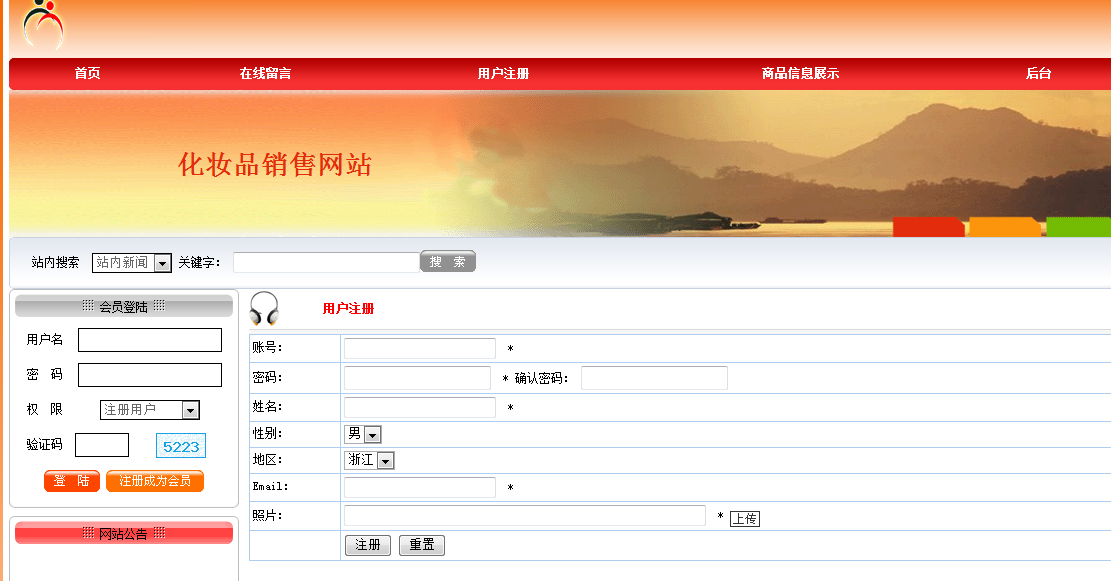 首页 在线留言 用户注册 商品信息展示 后台
化妆品销售网站
站内搜索 站内新闻 关键字： 搜 索
会员登陆
用户名
密 码
权 限 注册用户
验证码 5223
登 陆 注册成为会员
网站公告
用户注册
账号： *
密码： * 确认密码：
姓名： *
性别： 男
地区： 浙江
Email： *
照片： * 上传
注册 重置